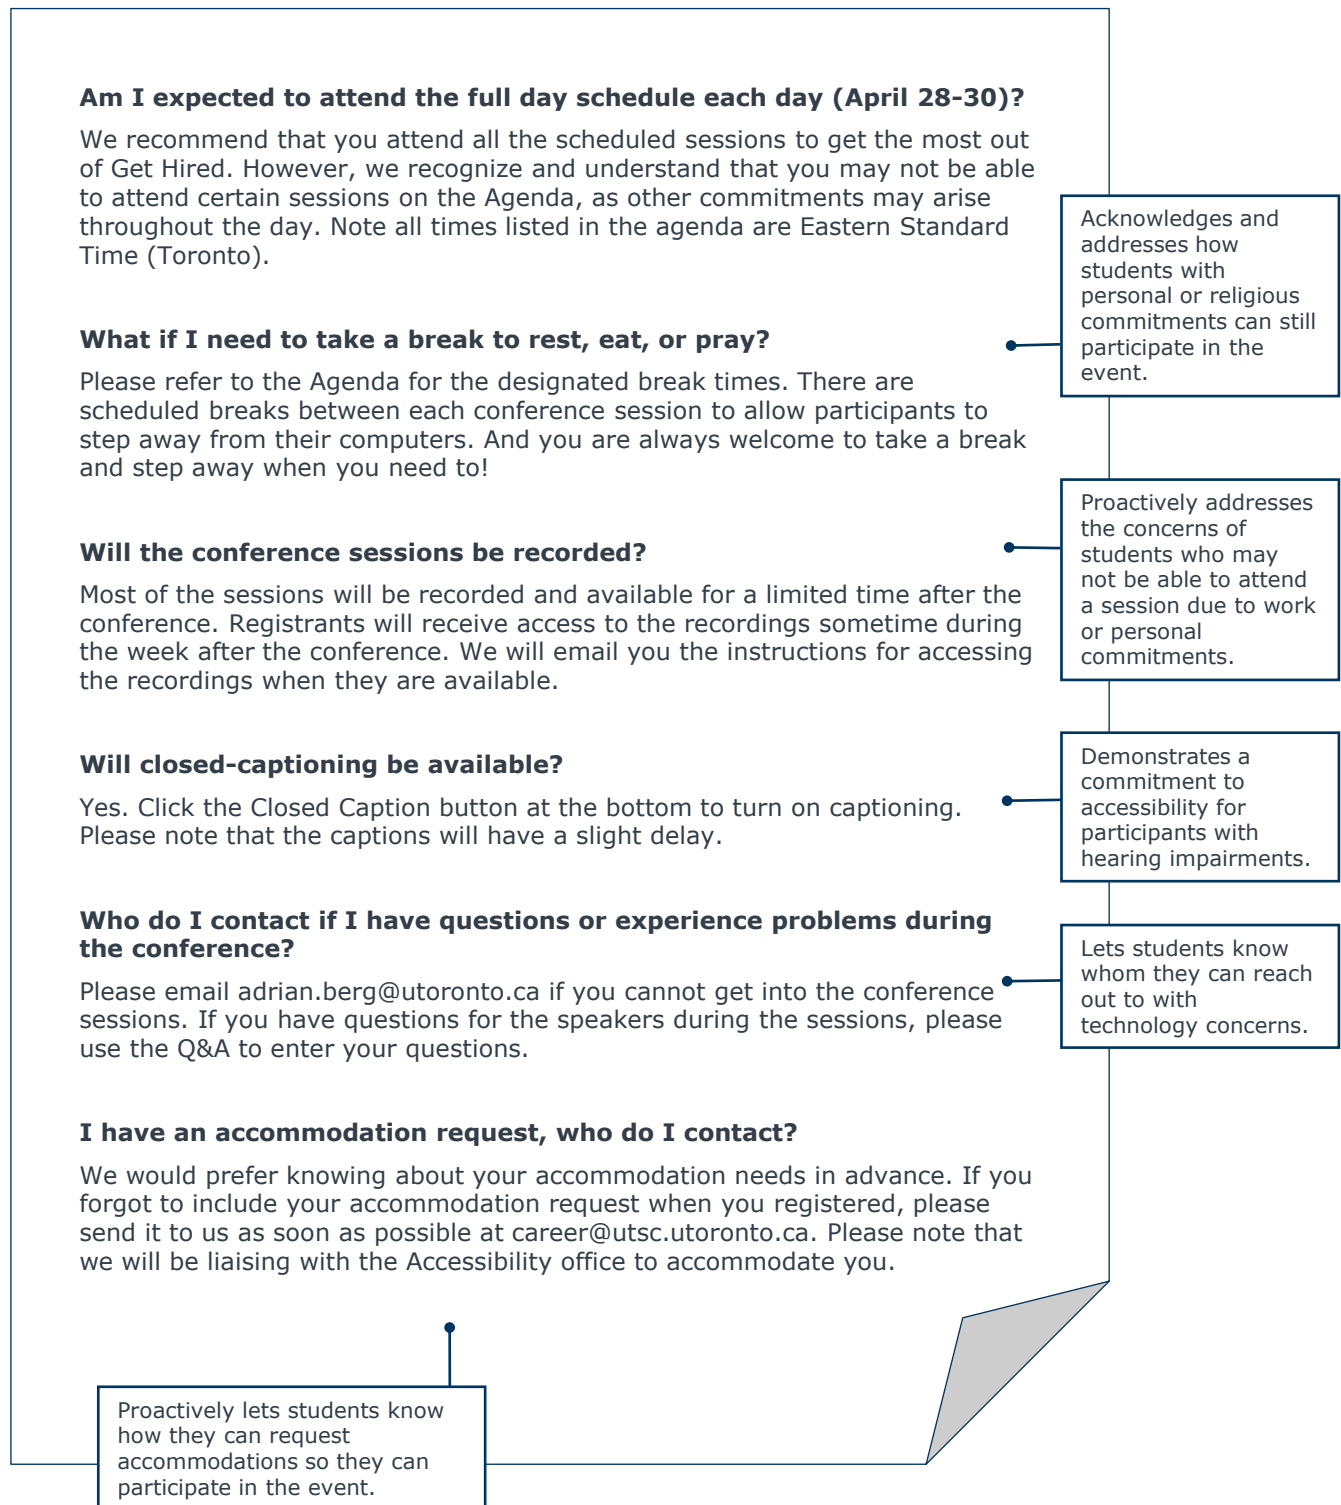 Am I expected to attend the full day schedule each day (April 28-30)?
We recommend that you attend all the scheduled sessions to get the most out
of Get Hired. However, we recognize and understand that you may not be able
to attend certain sessions on the Agenda, as other commitments may arise
throughout the day. Note all times listed in the agenda are Eastern Standard
Time (Toronto).
Acknowledges and
addresses how
students with
personal or religious
commitments can still
participate in the
event.
What if I need to take a break to rest, eat, or pray?
Please refer to the Agenda for the designated break times. There are
scheduled breaks between each conference session to allow participants to
step away from their computers. And you are always welcome to take a break
and step away when you need to!
Proactively addresses
the concerns of
students who may
not be able to attend
a session due to work
or personal
commitments.
Will the conference sessions be recorded?
Most of the sessions will be recorded and available for a limited time after the
conference. Registrants will receive access to the recordings sometime during
the week after the conference. We will email you the instructions for accessing
the recordings when they are available.
Will closed-captioning be available?
Yes. Click the Closed Caption button at the bottom to turn on captioning.
Please note that the captions will have a slight delay.
Demonstrates a
commitment to
accessibility for
participants with
hearing impairments.
Who do I contact if I have questions or experience problems during
the conference?
Please email adrian.berg@utoronto.ca if you cannot get into the conference
sessions. If you have questions for the speakers during the sessions, please
use the Q&A to enter your questions.
Lets students know
whom they can reach
out to with
technology concerns.
I have an accommodation request, who do I contact?
We would prefer knowing about your accommodation needs in advance. If you
forgot to include your accommodation request when you registered, please
send it to us as soon as possible at career@utsc.utoronto.ca. Please note that
we will be liaising with the Accessibility office to accommodate you.
Proactively lets students know
how they can request
accommodations so they can
participate in the event.